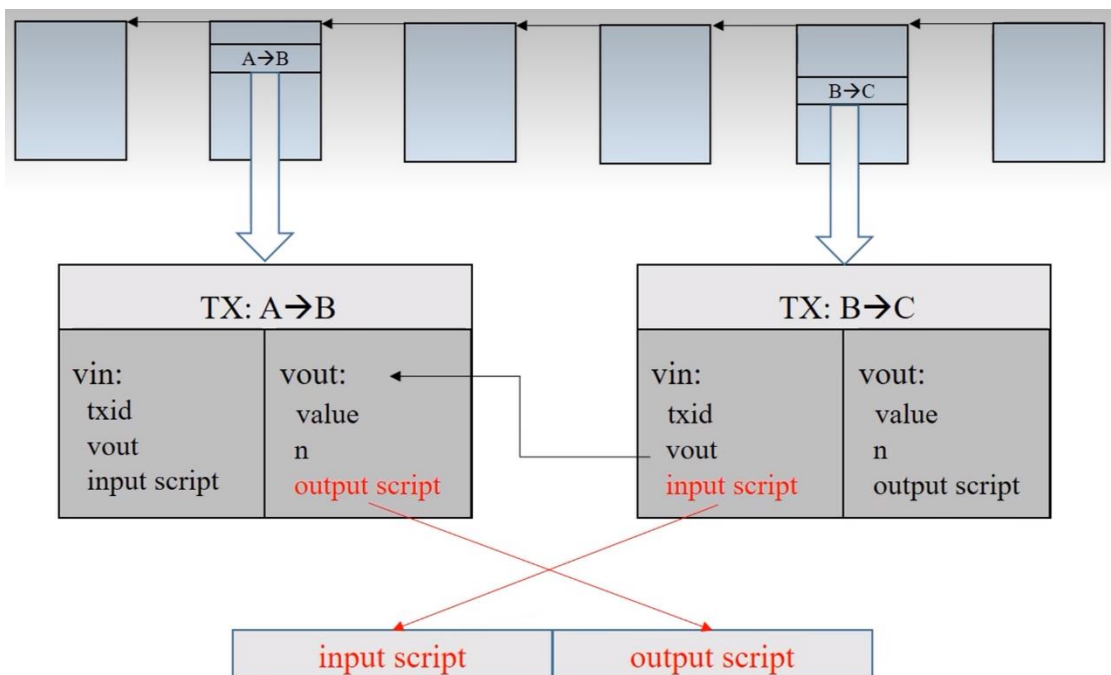 A→B
B→C
TX: A→B
vin:
txid
vout
input script
vout:
value
n
output script
TX: B→C
vin:
txid
vout
input script
vout:
value
n
output script
input script
output script